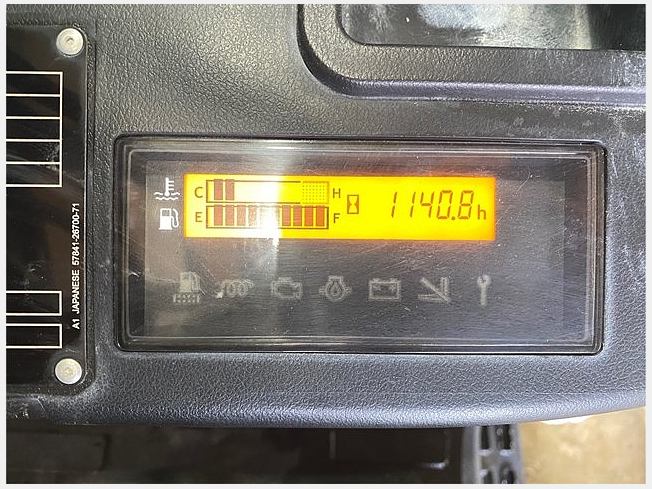 C H
E F
1140.8h
A1 JAPANESE 57841-26700-71